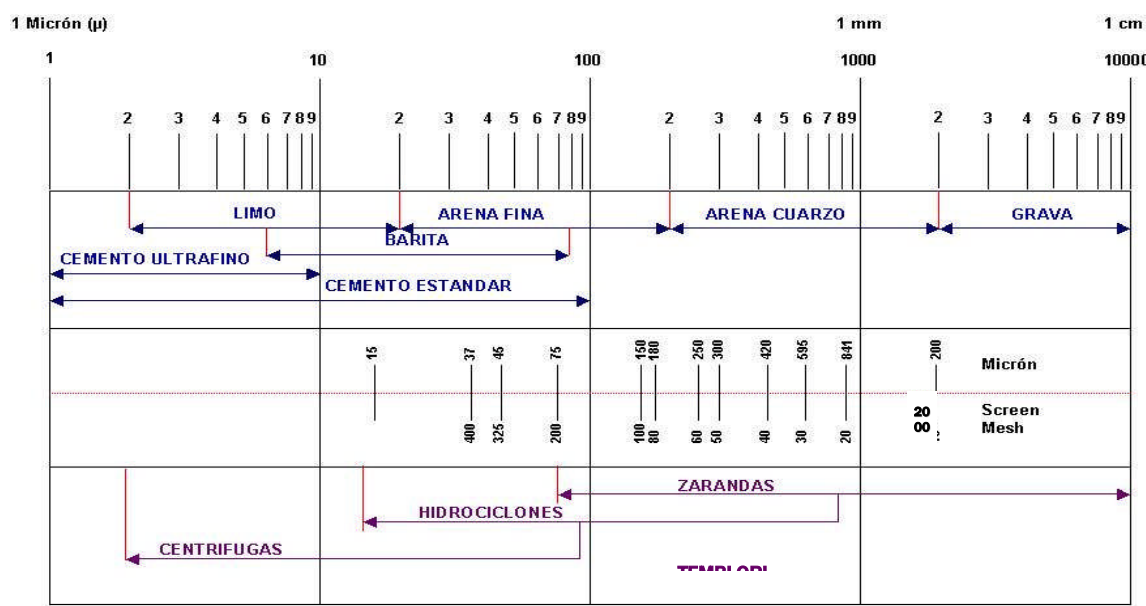 1 Micrón (µ) 1 mm 1 cm
1 10 100 1000 10000
2 3 4 5 6 7 8 9 2 3 4 5 6 7 8 9 2 3 4 5 6 7 8 9 2 3 4 5 6 7 8 9
LIMO ARENA FINA ARENA CUARZO GRAVA
BARITA
CEMENTO ULTRAFINO
CEMENTO ESTANDAR
15 37 45 75 150 180 250 300 420 595 841 200 Micrón
400 325 200 100 80 60 50 40 30 20 20 Screen
00 Mesh
ZARANDAS
HIDROCICLONES
CENTRIFUGAS